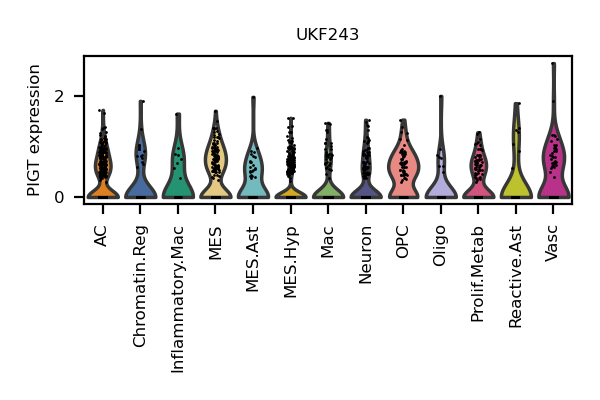 UKF243
PIGT expression
2
0
AC
Chromatin.Reg
Inflammatory.Mac
MES
MES.Ast
MES.Hyp
Mac
Neuron
OPC
Oligo
Prolif.Metab
Reactive.Ast
Vasc